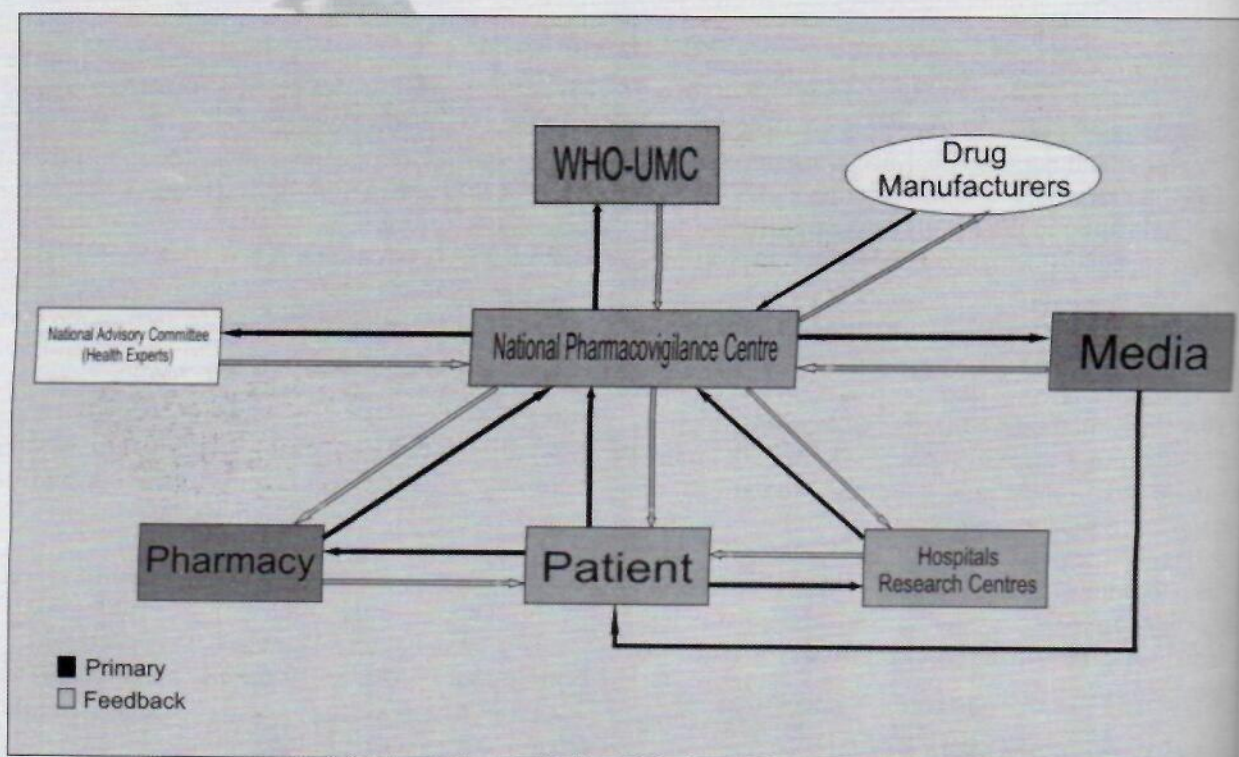 WHO-UMC
Drug
Manufacturers
National Advisory Committee
(Health Experts)
National Pharmacovigilance Centre
Media
Pharmacy
Patient
Hospitals
Research Centres
Primary
Feedback